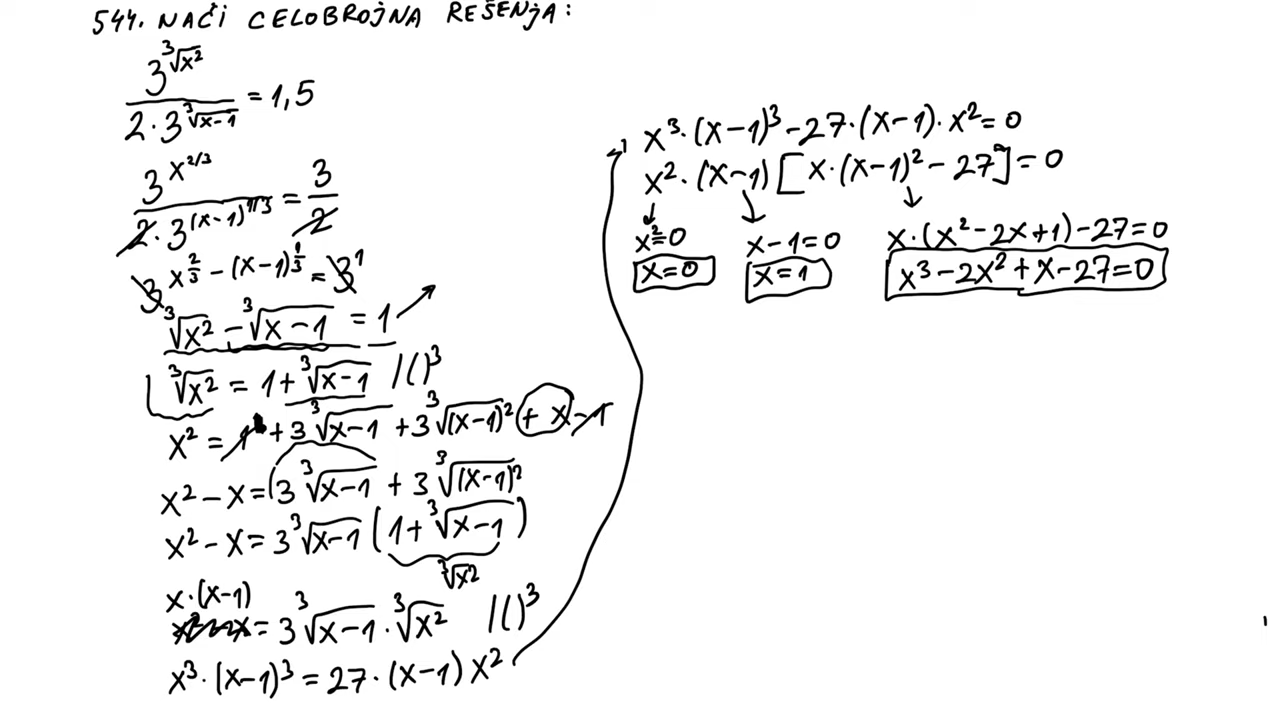 544. NAĆI CELOBROJNA REŠENJA:
3^∛x² / 2·3^∛(x-1) = 1,5
3^x^(2/3) / 2·3^(x-1)^(1/3) = 3/2
3^(x^(2/3) - (x-1)^(1/3)) = 3^1
∛x² - ∛(x-1) = 1
∛x² = 1 + ∛(x-1) /()³
x² = 1 + 3∛(x-1) + 3∛(x-1)² + x - 1
x² - x = (3∛(x-1) + 3∛(x-1)²
x² - x = 3∛(x-1) (1 + ∛(x-1))
∛x²
x·(x-1)
= 3∛(x-1) · ∛x² /()³
x³·(x-1)³ = 27·(x-1)x²
x³·(x-1)³ - 27·(x-1)·x² = 0
x²·(x-1)[x·(x-1)² - 27] = 0
x² = 0 x-1 = 0 x·(x²-2x+1) - 27 = 0
x = 0 x = 1 x³ - 2x² + x - 27 = 0